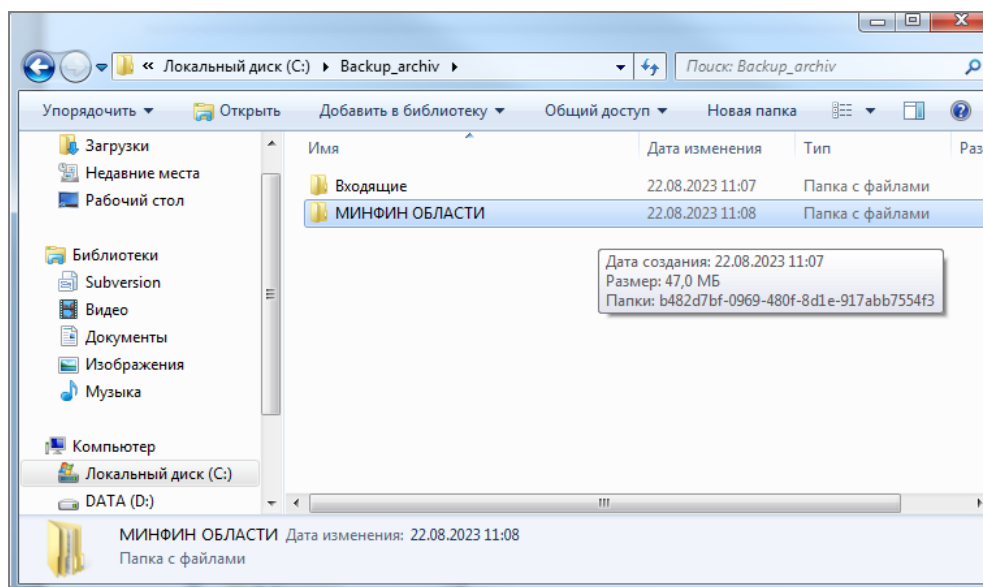 « Локальный диск (C:) Backup_archiv
Поиск: Backup_archiv
Упорядочить Открыть Добавить в библиотеку Общий доступ Новая папка
Загрузки
Недавние места
Рабочий стол
Библиотеки
Subversion
Видео
Документы
Изображения
Музыка
Компьютер
Локальный диск (C:)
DATA (D:)
Имя Дата изменения Тип Раз
Входящие 22.08.2023 11:07 Папка с файлами
МИНФИН ОБЛАСТИ 22.08.2023 11:08 Папка с файлами
Дата создания: 22.08.2023 11:07
Размер: 47,0 МБ
Папки: b482d7bf-0969-480f-8d1e-917abb7554f3
МИНФИН ОБЛАСТИ Дата изменения: 22.08.2023 11:08
Папка с файлами